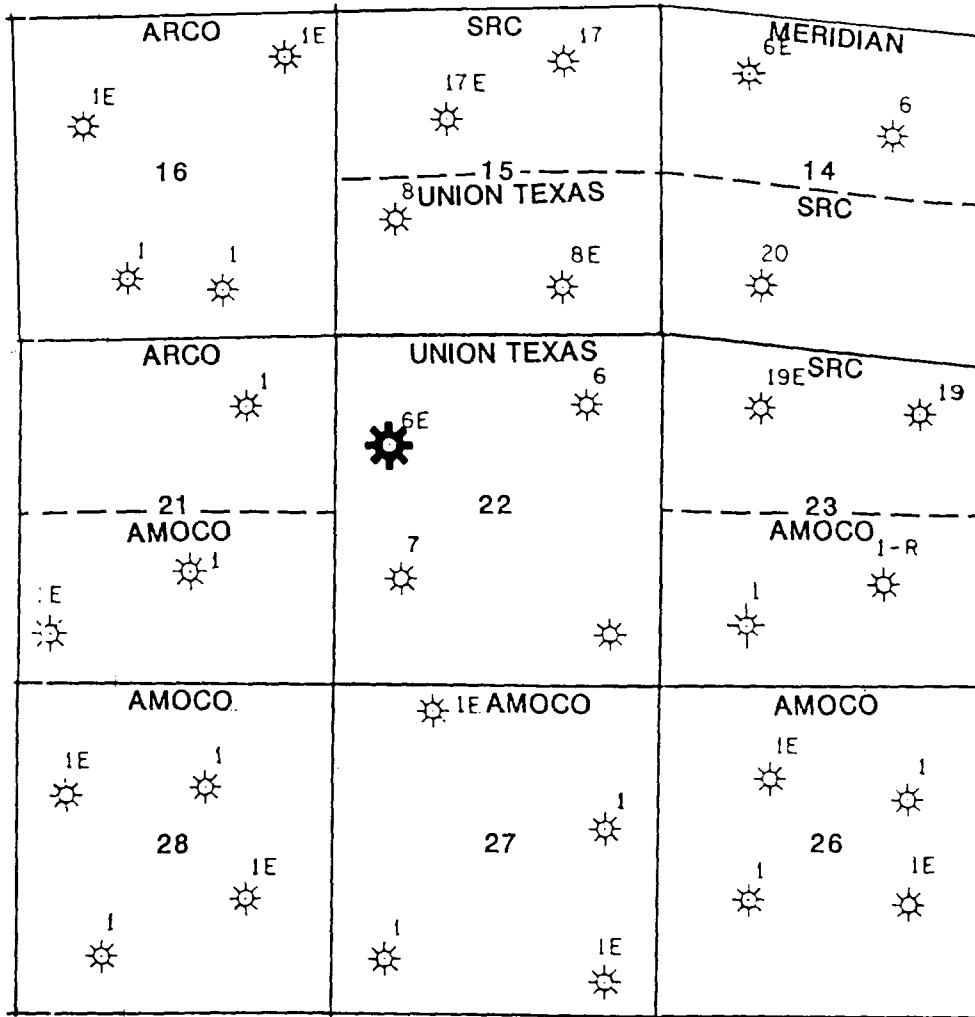 ARCO
1E
1E
16
1
1
SRC
17
17E
15
UNION TEXAS
8
8E
MERIDIAN
6E
6
14
SRC
20
ARCO
1
21
AMOCO
1
1E
UNION TEXAS
6
6E
22
7
SRC
19E
19
23
AMOCO
1-R
1
AMOCO
1E
1
28
1E
1
1E AMOCO
1
27
1
1E
AMOCO
1E
1
26
1
1E